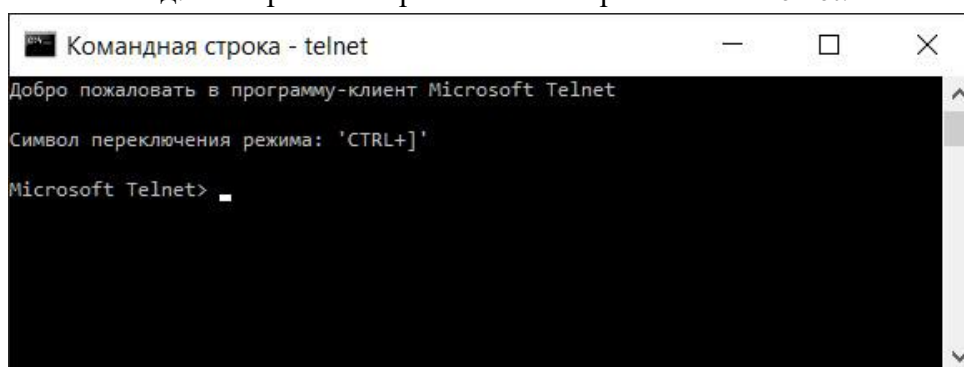 Командная строка - telnet
Добро пожаловать в программу-клиент Microsoft Telnet
Символ переключения режима: 'CTRL+]'
Microsoft Telnet>